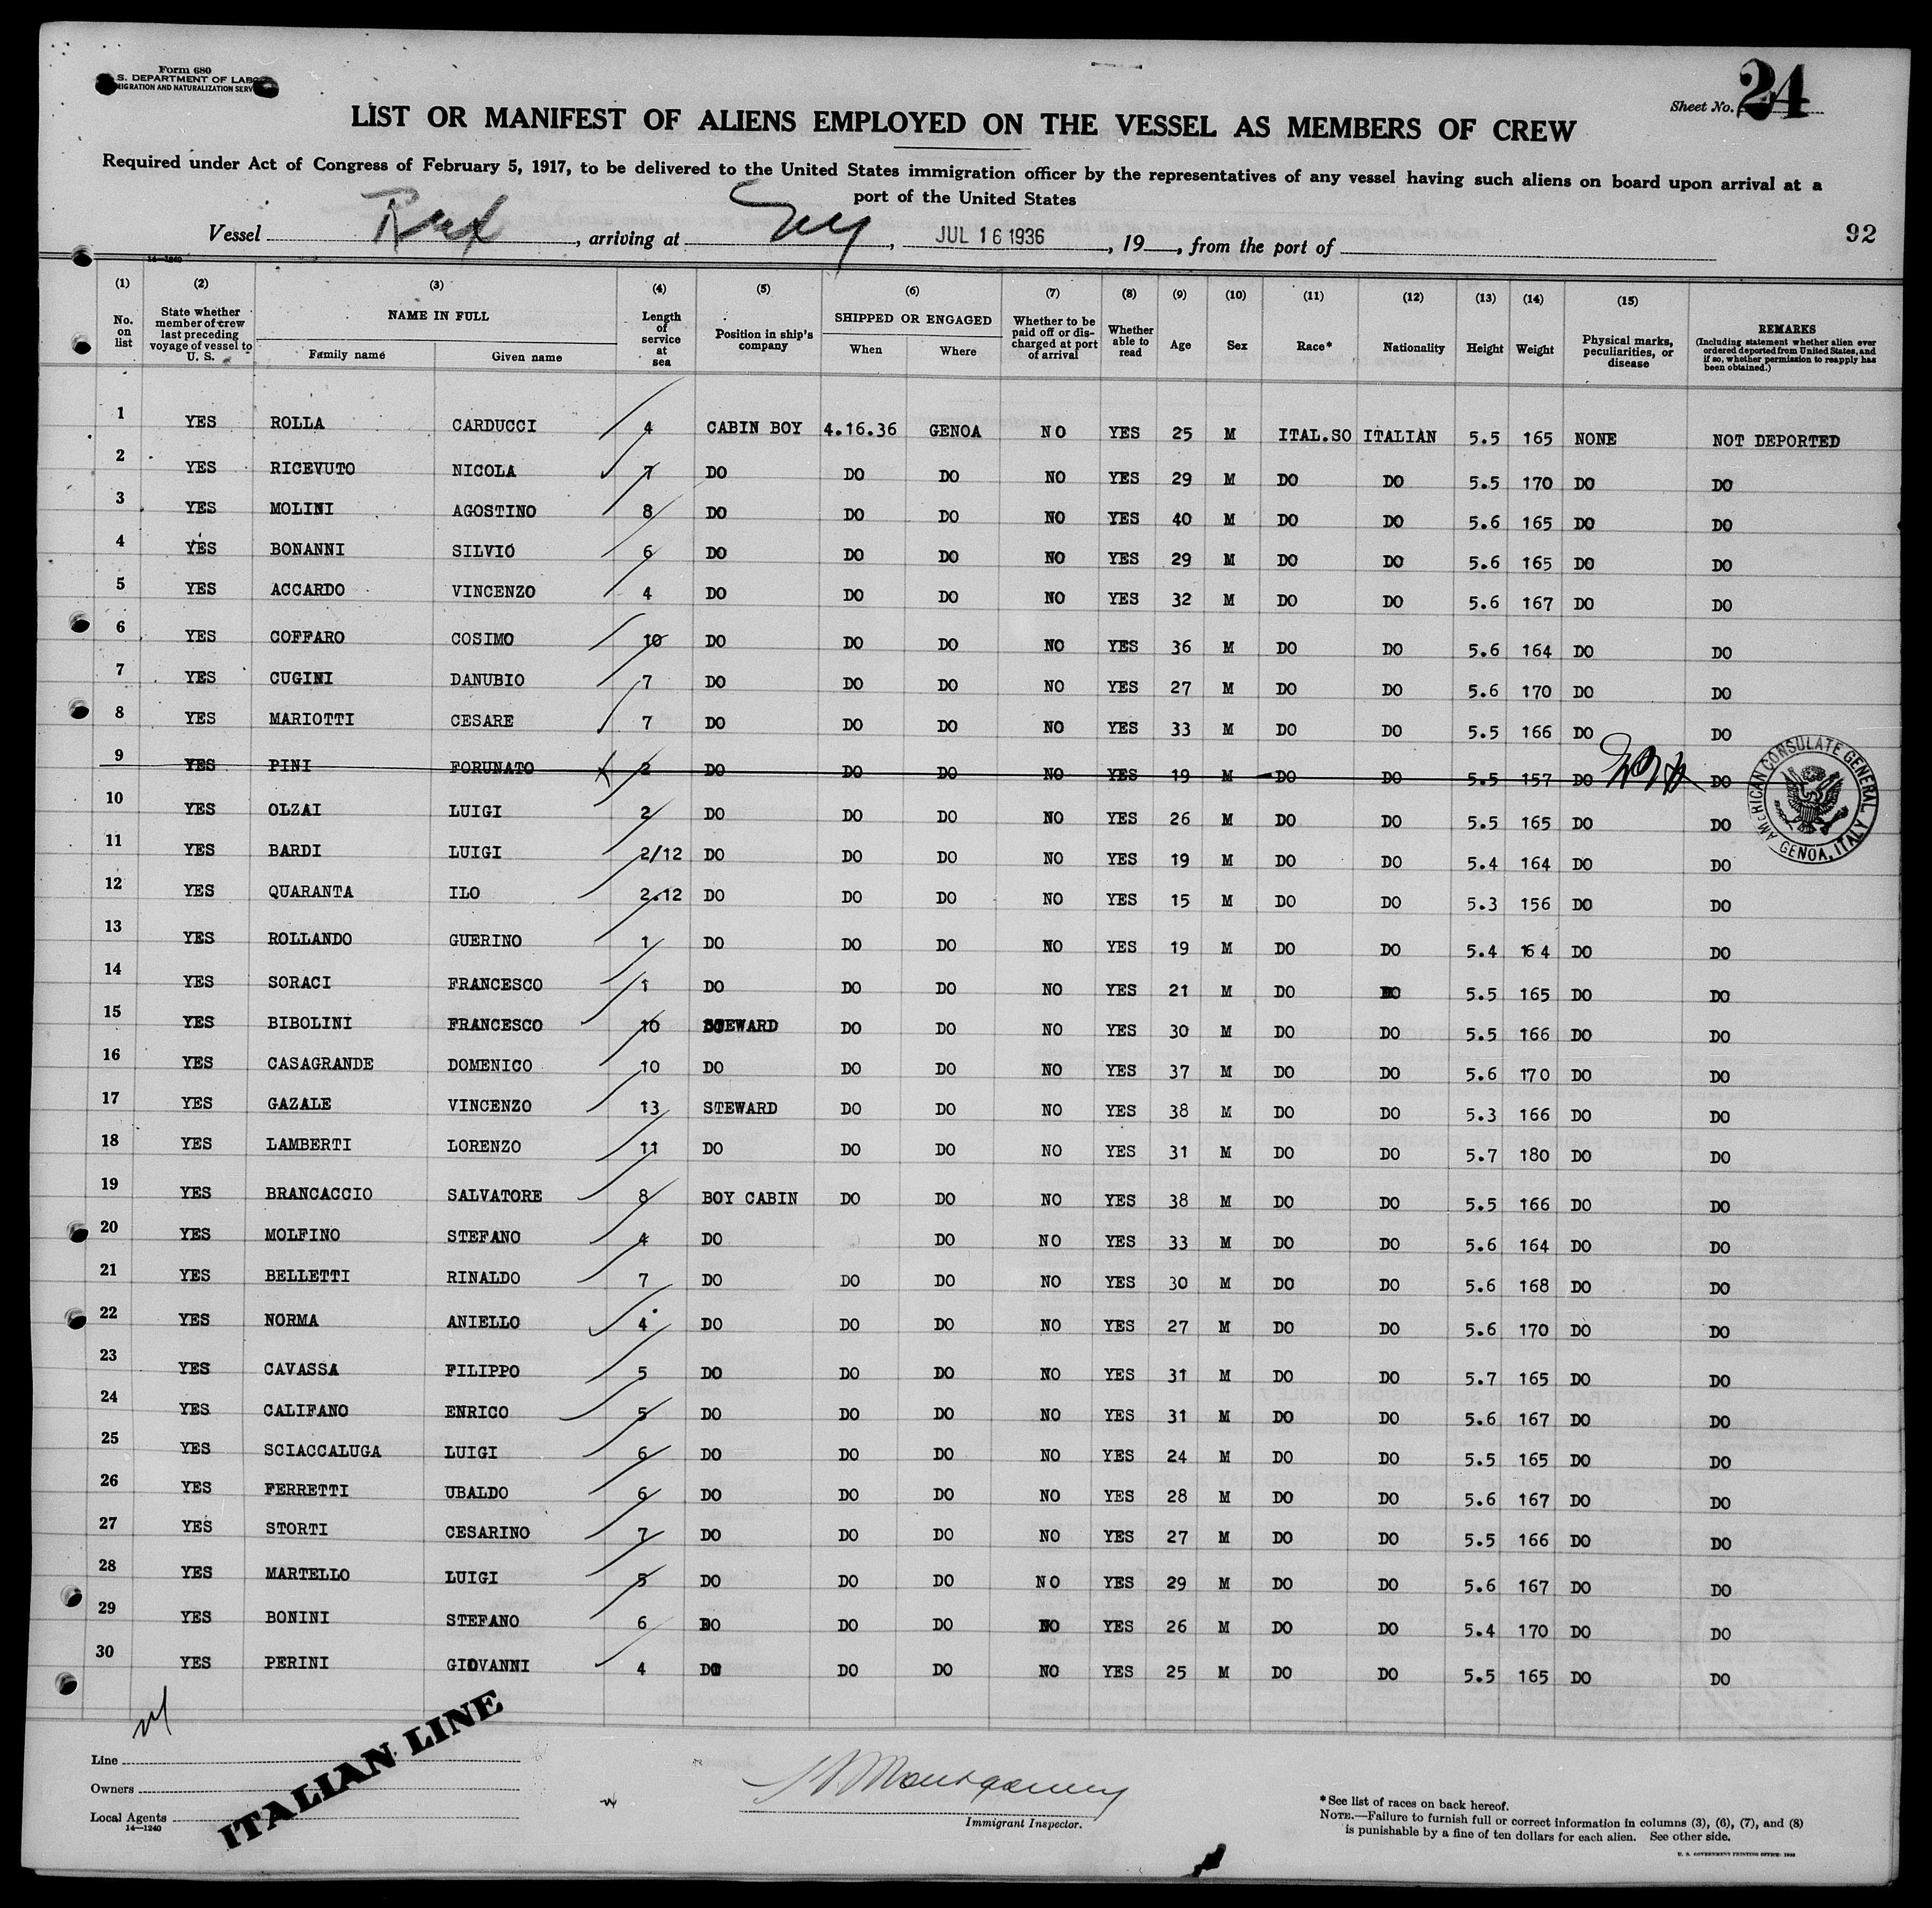 Form 680
S. DEPARTMENT OF LABO
MIGRATION AND NATURALIZATION SERV
Sheet No. 24
LIST OR MANIFEST OF ALIENS EMPLOYED ON THE VESSEL AS MEMBERS OF CREW
Required under Act of Congress of February 5, 1917, to be delivered to the United States immigration officer by the representatives of any vessel having such aliens on board upon arrival at a
port of the United States
Vessel Rex, arriving at , JUL 16 1936, 19, from the port of
92
14—1240
(1) (2) (3) (4) (5) (6) (7) (8) (9) (10) (11) (12) (13) (14) (15)
No. on list State whether member of crew last preceding voyage of vessel to U. S. NAME IN FULL Family name Given name Length of service at sea Position in ship's company SHIPPED OR ENGAGED When Where Whether to be paid off or discharged at port of arrival Whether able to read Age Sex Race* Nationality Height Weight Physical marks, peculiarities, or disease REMARKS (Including statement whether alien ever ordered deported from United States, and if so, whether permission to reapply has been obtained.)
1 YES ROLLA CARDUCCI 4 CABIN BOY 4.16.36 GENOA NO YES 25 M ITAL.SO ITALIAN 5.5 165 NONE NOT DEPORTED
2 YES RICEVUTO NICOLA 7 DO DO DO NO YES 29 M DO DO 5.5 170 DO DO
3 YES MOLINI AGOSTINO 8 DO DO DO NO YES 40 M DO DO 5.6 165 DO DO
4 YES BONANNI SILVIO 6 DO DO DO NO YES 29 M DO DO 5.6 165 DO DO
5 YES ACCARDO VINCENZO 4 DO DO DO NO YES 32 M DO DO 5.6 167 DO DO
6 YES COFFARO COSIMO 10 DO DO DO NO YES 36 M DO DO 5.6 164 DO DO
7 YES CUGINI DANUBIO 7 DO DO DO NO YES 27 M DO DO 5.6 170 DO DO
8 YES MARIOTTI CESARE 7 DO DO DO NO YES 33 M DO DO 5.5 166 DO DO
9 YES PINI FORUNATO 2 DO DO DO NO YES 19 M DO DO 5.5 157 DO DO
AMERICAN CONSULATE GENERAL GENOA, ITALY
10 YES OLZAI LUIGI 2 DO DO DO NO YES 26 M DO DO 5.5 165 DO DO
11 YES BARDI LUIGI 2/12 DO DO DO NO YES 19 M DO DO 5.4 164 DO DO
12 YES QUARANTA ILO 2.12 DO DO DO NO YES 15 M DO DO 5.3 156 DO DO
13 YES ROLLANDO GUERINO 1 DO DO DO NO YES 19 M DO DO 5.4 164 DO DO
14 YES SORACI FRANCESCO 1 DO DO DO NO YES 21 M DO DO 5.5 165 DO DO
15 YES BIBOLINI FRANCESCO 10 STEWARD DO DO NO YES 30 M DO DO 5.5 166 DO DO
16 YES CASAGRANDE DOMENICO 10 DO DO DO NO YES 37 M DO DO 5.6 170 DO DO
17 YES GAZALE VINCENZO 13 STEWARD DO DO NO YES 38 M DO DO 5.3 166 DO DO
18 YES LAMBERTI LORENZO 11 DO DO DO NO YES 31 M DO DO 5.7 180 DO DO
19 YES BRANCACCIO SALVATORE 8 BOY CABIN DO DO NO YES 38 M DO DO 5.5 166 DO DO
20 YES MOLFINO STEFANO 4 DO DO NO YES 33 M DO DO 5.6 164 DO DO
21 YES BELLETTI RINALDO 7 DO DO DO NO YES 30 M DO DO 5.6 168 DO DO
22 YES NORMA ANIELLO 4 DO DO DO NO YES 27 M DO DO 5.6 170 DO DO
23 YES CAVASSA FILIPPO 5 DO DO DO NO YES 31 M DO DO 5.7 165 DO DO
24 YES CALIFANO ENRICO 5 DO DO DO NO YES 31 M DO DO 5.6 167 DO DO
25 YES SCIACCALUGA LUIGI 6 DO DO DO NO YES 24 M DO DO 5.5 165 DO DO
26 YES FERRETTI UBALDO 6 DO DO DO NO YES 28 M DO DO 5.6 167 DO DO
27 YES STORTI CESARINO 7 DO DO DO NO YES 27 M DO DO 5.5 166 DO DO
28 YES MARTELLO LUIGI 5 DO DO DO NO YES 29 M DO DO 5.6 167 DO DO
29 YES BONINI STEFANO 6 DO DO DO NO YES 26 M DO DO 5.4 170 DO DO
30 YES PERINI GIOVANNI 4 DO DO DO NO YES 25 M DO DO 5.5 165 DO DO
Line
Owners
Local Agents
14—1240
ITALIAN LINE
Montgomery
Immigrant Inspector.
*See list of races on back hereof.
NOTE.—Failure to furnish full or correct information in columns (3), (6), (7), and (8)
is punishable by a fine of ten dollars for each alien. See other side.
U. S. GOVERNMENT PRINTING OFFICE: 1930